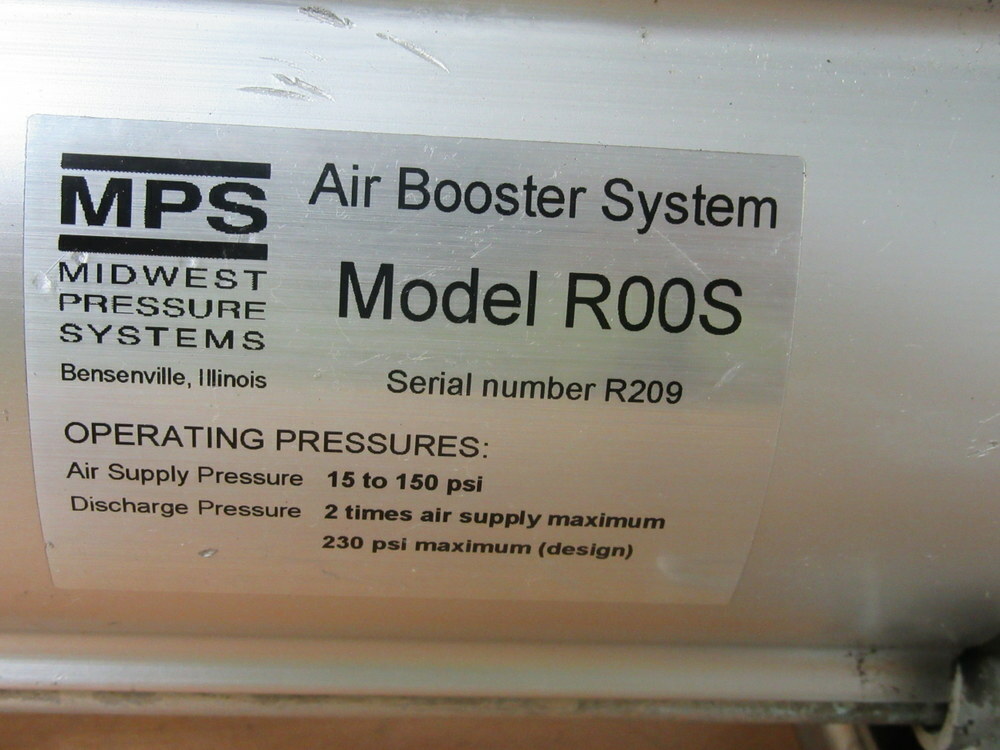 MPS
MIDWEST
PRESSURE
SYSTEMS
Bensenville, Illinois
Air Booster System
Model R00S
Serial number R209
OPERATING PRESSURES:
Air Supply Pressure 15 to 150 psi
Discharge Pressure 2 times air supply maximum
230 psi maximum (design)